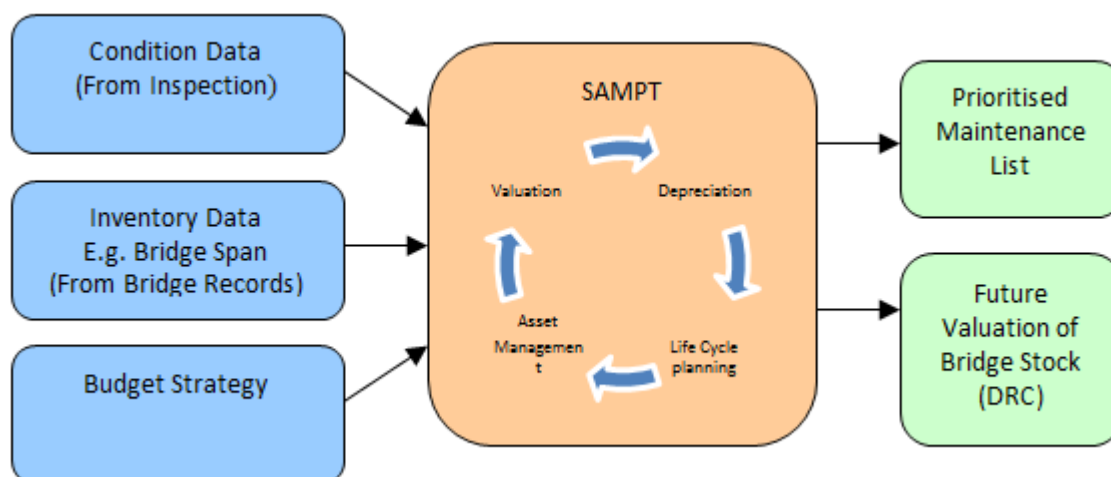 Condition Data
(From Inspection)
Inventory Data
E.g. Bridge Span
(From Bridge Records)
Budget Strategy
SAMPT
Valuation
Depreciation
Asset
Managemen
t
Life Cycle
planning
Prioritised
Maintenance
List
Future
Valuation of
Bridge Stock
(DRC)